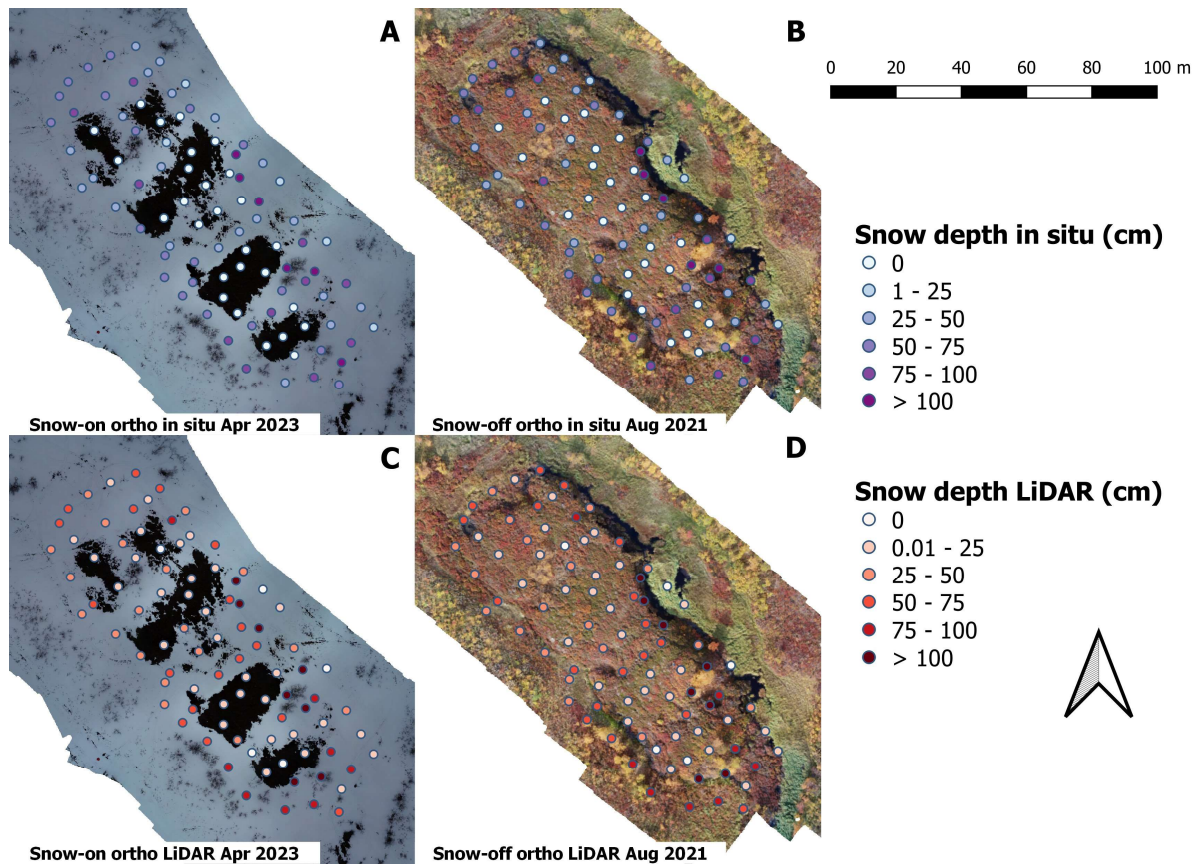 A
B
0 20 40 60 80 100 m
Snow depth in situ (cm)
0
1 - 25
25 - 50
50 - 75
75 - 100
> 100
Snow-on ortho in situ Apr 2023
Snow-off ortho in situ Aug 2021
C
D
Snow depth LiDAR (cm)
0
0.01 - 25
25 - 50
50 - 75
75 - 100
> 100
Snow-on ortho LiDAR Apr 2023
Snow-off ortho LiDAR Aug 2021